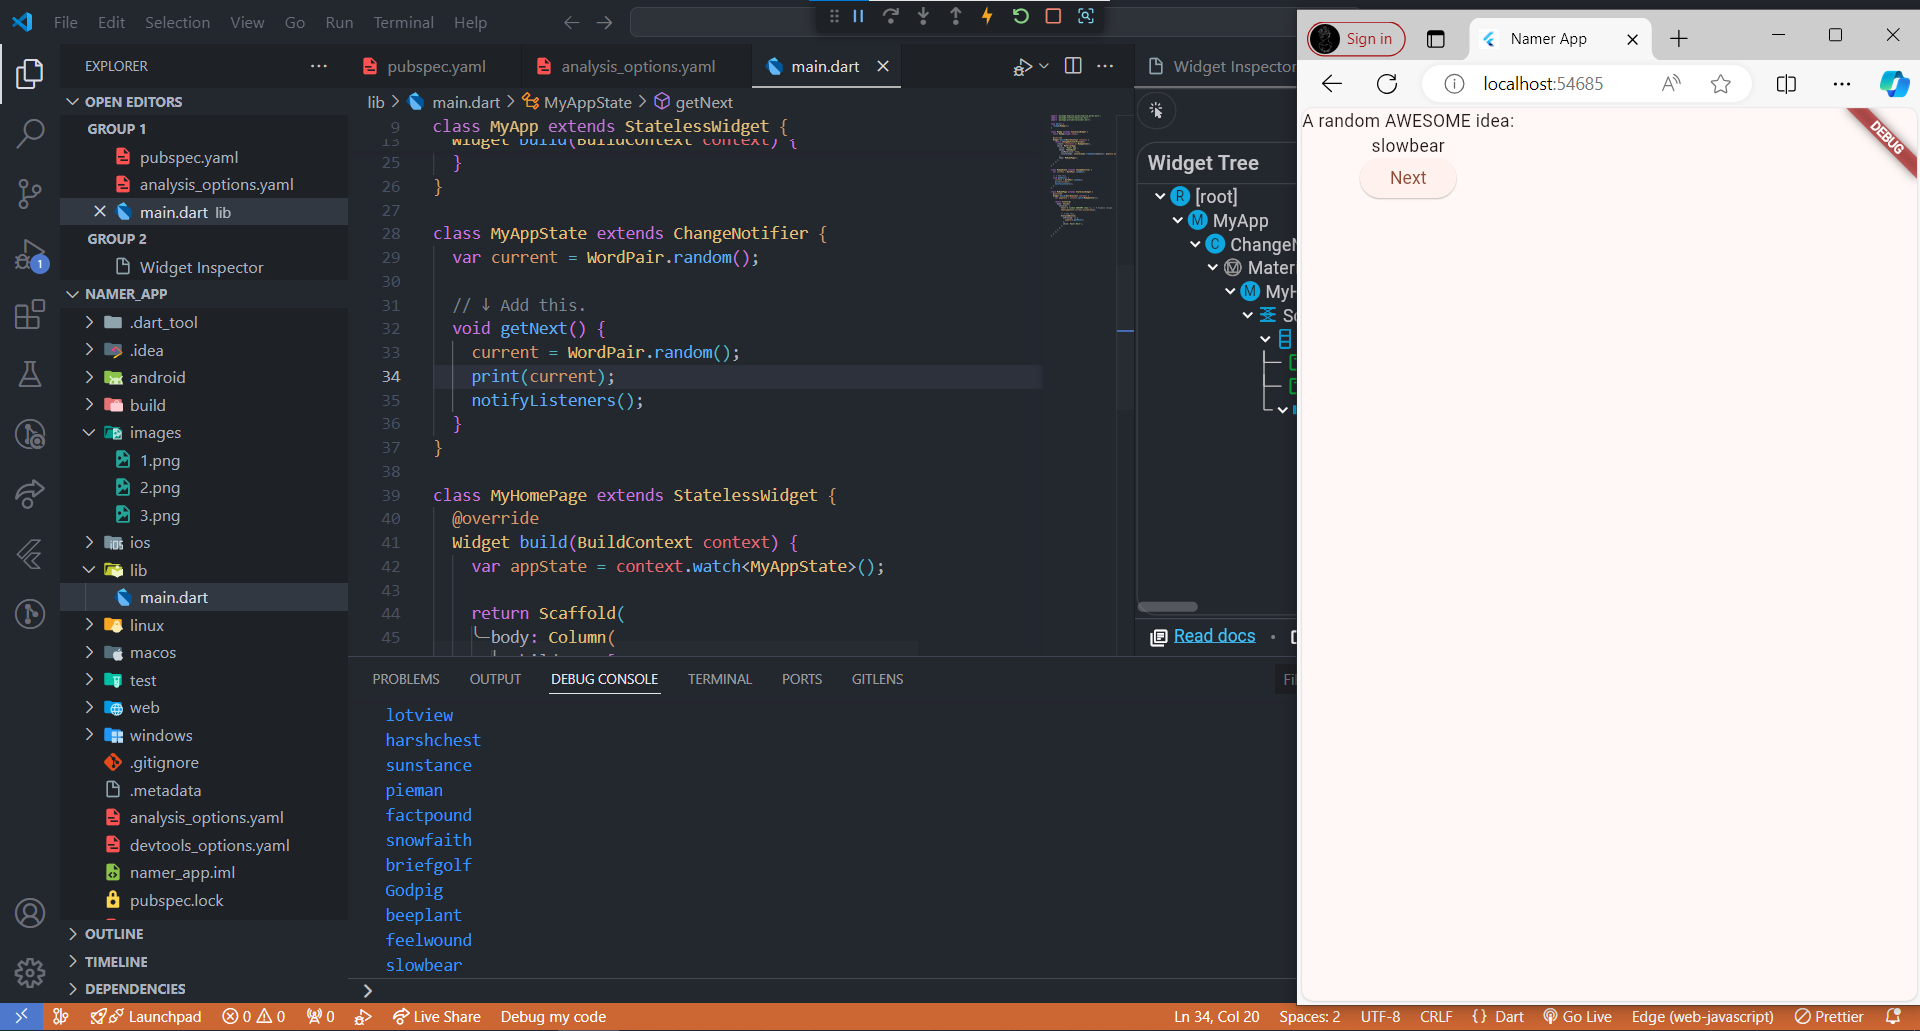 File Edit Selection View Go Run Terminal Help
EXPLORER
OPEN EDITORS
GROUP 1
pubspec.yaml
analysis_options.yaml
main.dart lib
GROUP 2
Widget Inspector
NAMER_APP
.dart_tool
.idea
android
build
images
1.png
2.png
3.png
ios
lib
main.dart
linux
macos
test
web
windows
.gitignore
.metadata
analysis_options.yaml
devtools_options.yaml
namer_app.iml
pubspec.lock
OUTLINE
TIMELINE
DEPENDENCIES
1
pubspec.yaml analysis_options.yaml main.dart
lib > main.dart > MyAppState > getNext
9 class MyApp extends StatelessWidget {
13 Widget build(BuildContext context) {
25 }
26 }
27
28 class MyAppState extends ChangeNotifier {
29 var current = WordPair.random();
30
31 // ↓ Add this.
32 void getNext() {
33 current = WordPair.random();
34 print(current);
35 notifyListeners();
36 }
37 }
38
39 class MyHomePage extends StatelessWidget {
40 @override
41 Widget build(BuildContext context) {
42 var appState = context.watch<MyAppState>();
43
44 return Scaffold(
45 body: Column(
Widget Inspector
Widget Tree
R [root]
M MyApp
C Change
Mater
M MyH
Sc
Read docs •
PROBLEMS OUTPUT DEBUG CONSOLE TERMINAL PORTS GITLENS
Fi
lotview
harshchest
sunstance
pieman
factpound
snowfaith
briefgolf
Godpig
beeplant
feelwound
slowbear
>
Sign in
Namer App
localhost:54685
A random AWESOME idea:
slowbear
Next
DEBUG
Launchpad 0 0 0 Live Share Debug my code Ln 34, Col 20 Spaces: 2 UTF-8 CRLF {} Dart Go Live Edge (web-javascript) Prettier